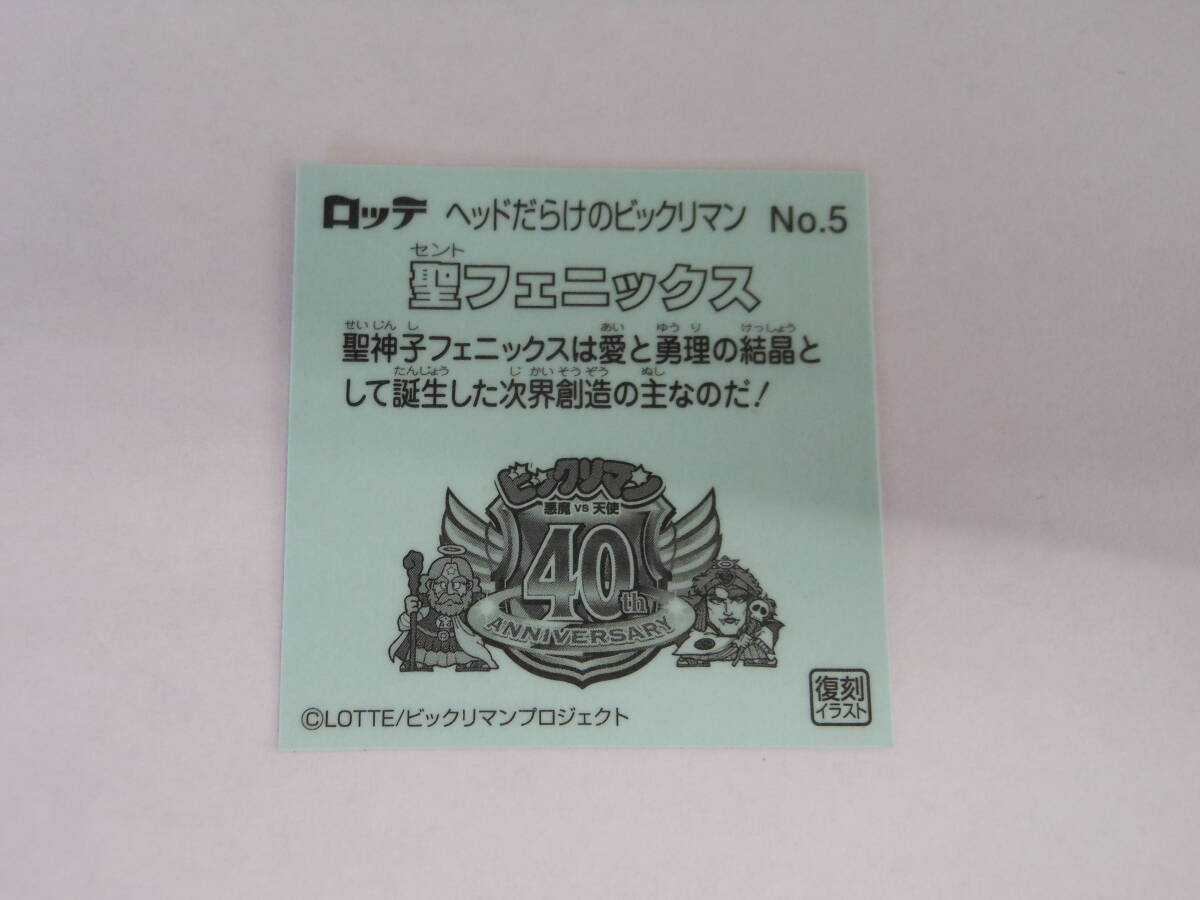 ロッテ ヘッドだらけのビックリマン No.5
セント
聖フェニックス
せいじんし あい ゆうり けっしょう
聖神子フェニックスは愛と勇理の結晶と
たんじょう じかいそうぞう ぬし
して誕生した次界創造の主なのだ!
ビックリマン
悪魔 VS 天使
40th
ANNIVERSARY
復刻
イラスト
©LOTTE/ビックリマンプロジェクト